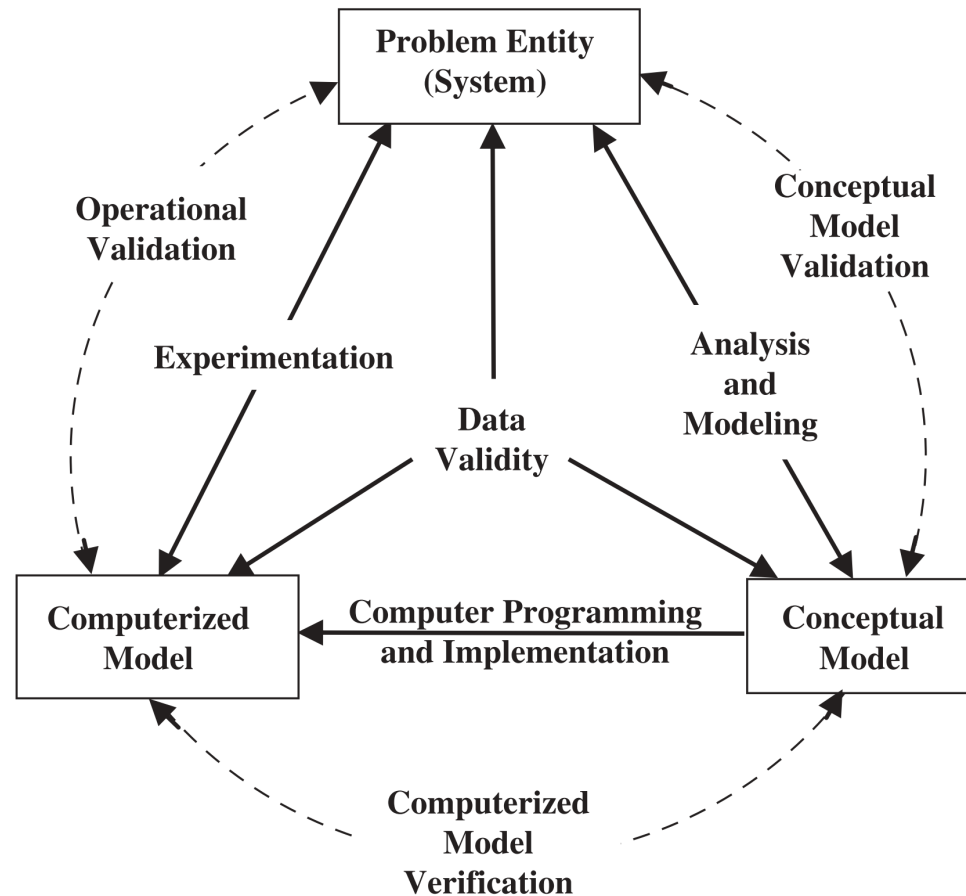 Problem Entity
(System)
Operational
Validation
Conceptual
Model
Validation
Experimentation
Analysis
and
Modeling
Data
Validity
Computerized
Model
Computer Programming
and Implementation
Conceptual
Model
Computerized
Model
Verification